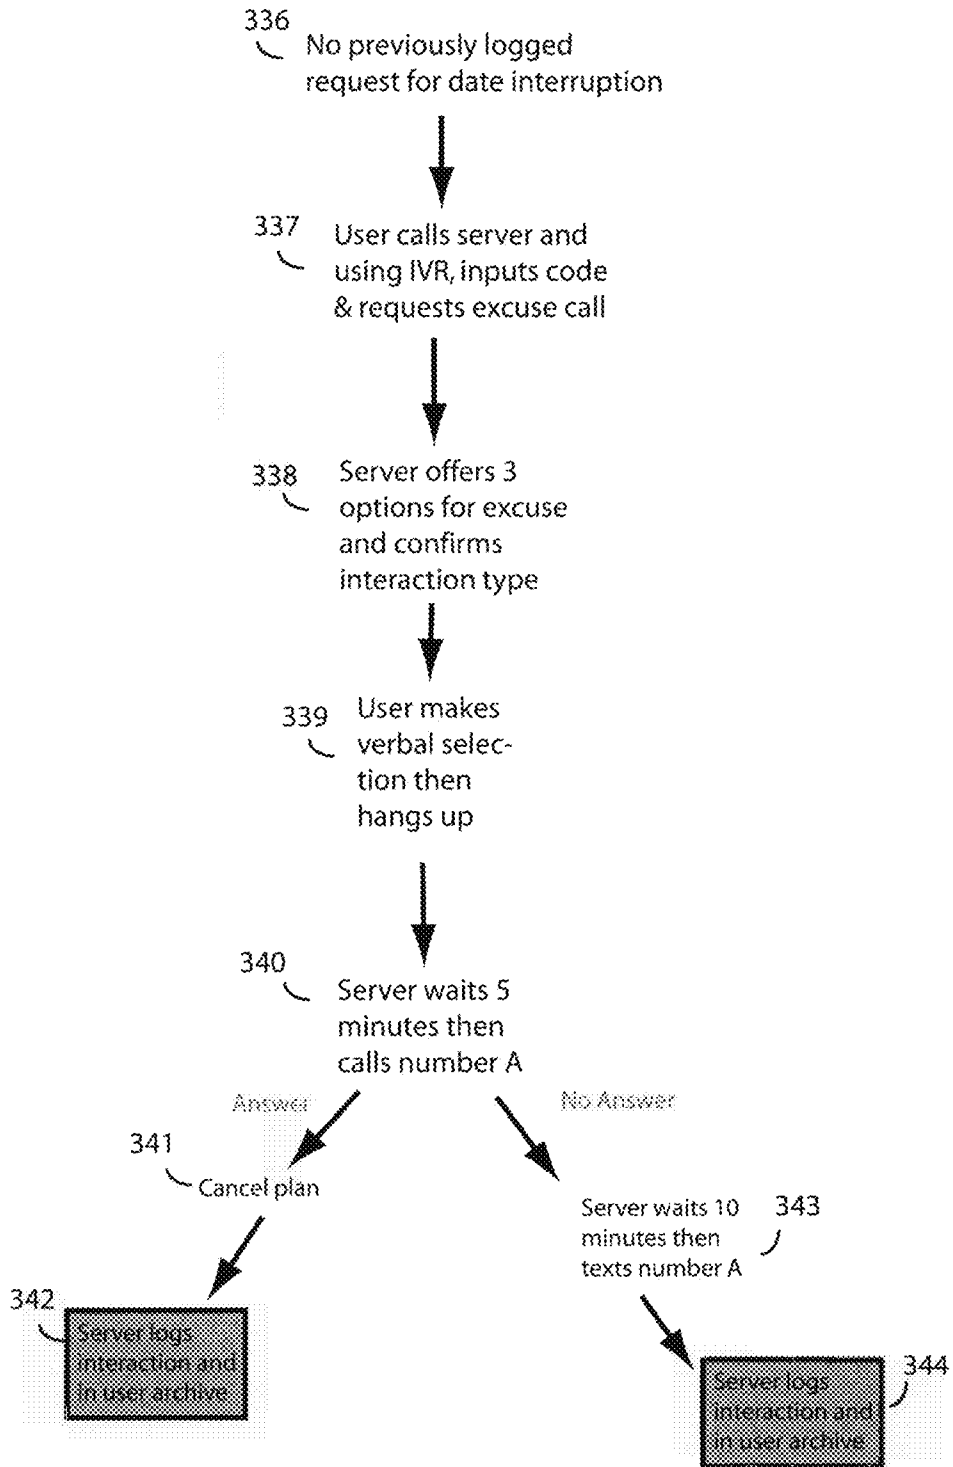 336
No previously logged
request for date interruption
337
User calls server and
using IVR, inputs code
& requests excuse call
338
Server offers 3
options for excuse
and confirms
interaction type
339
User makes
verbal selec-
tion then
hangs up
340
Server waits 5
minutes then
calls number A
Answer
No Answer
341
Cancel plan
Server waits 10
minutes then
texts number A
343
342
Server logs
interaction and
in user archive
344
Server logs
interaction and
in user archive